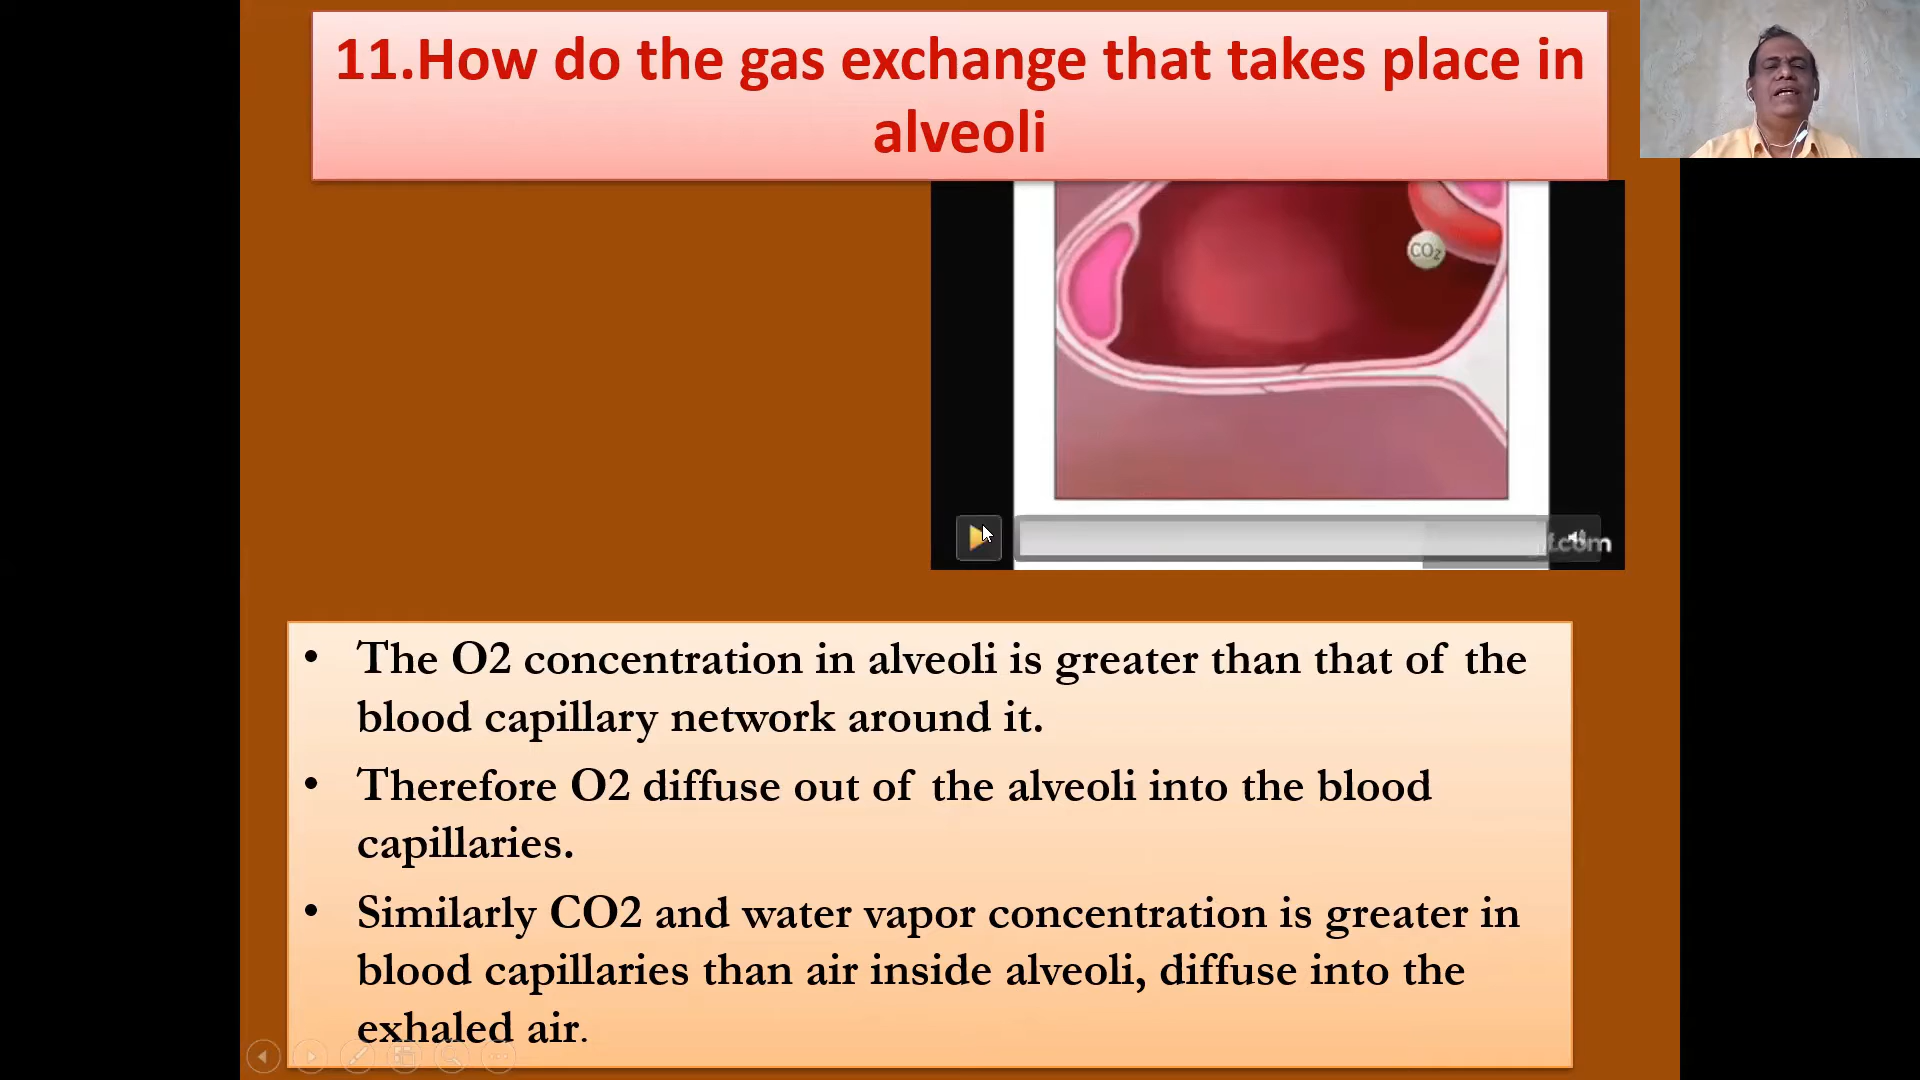 11.How do the gas exchange that takes place in
alveoli
CO2
f.com
• The O2 concentration in alveoli is greater than that of the
blood capillary network around it.
• Therefore O2 diffuse out of the alveoli into the blood
capillaries.
• Similarly CO2 and water vapor concentration is greater in
blood capillaries than air inside alveoli, diffuse into the
exhaled air.